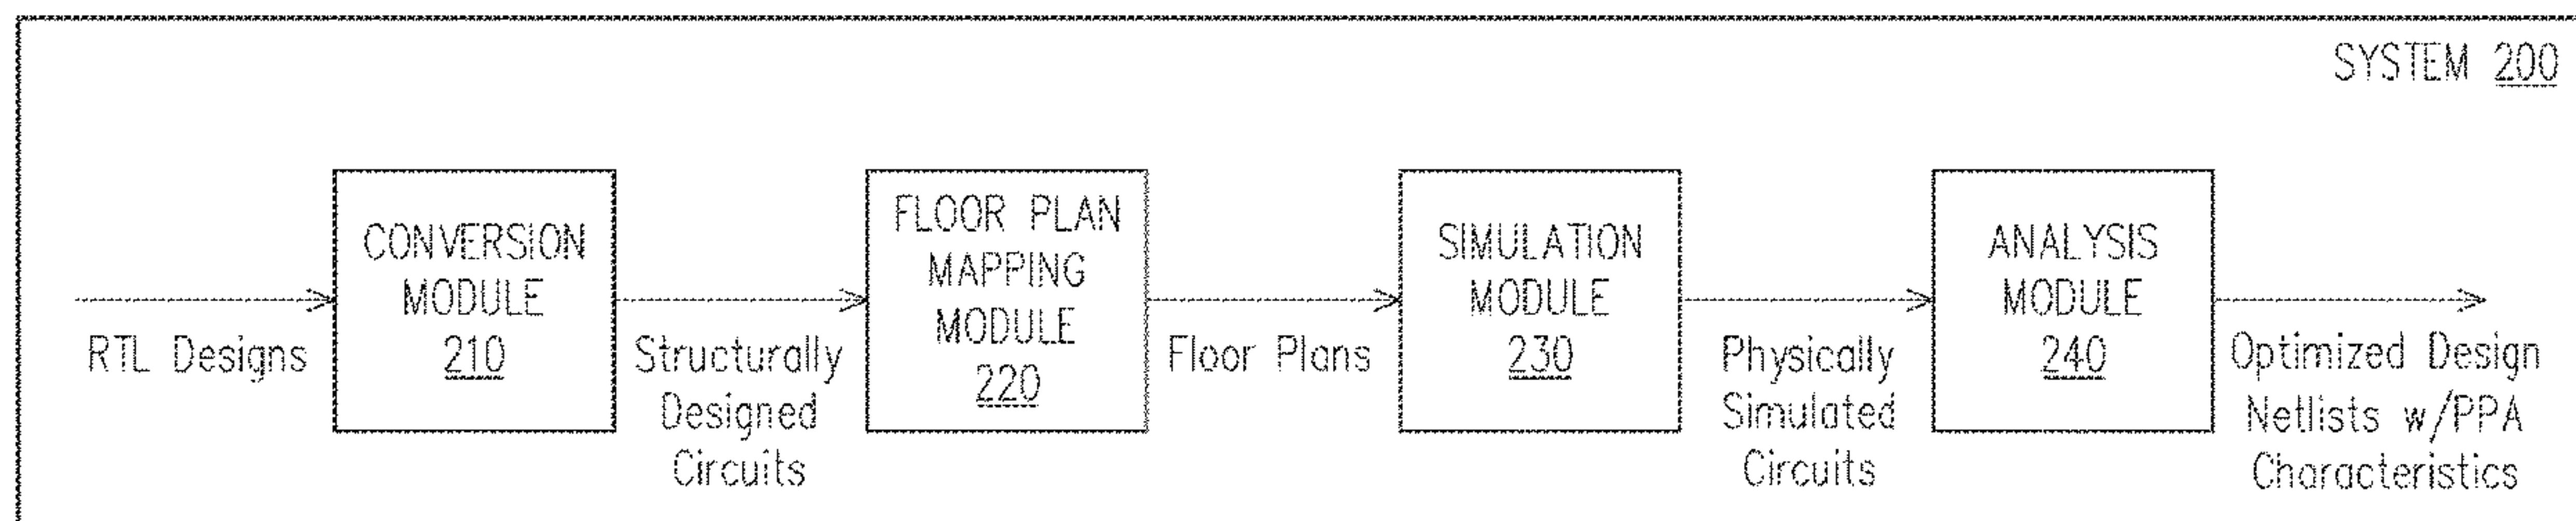 SYSTEM 200
CONVERSION
MODULE
210
FLOOR PLAN
MAPPING
MODULE
220
SIMULATION
MODULE
230
ANALYSIS
MODULE
240
RTL Designs
Structurally
Designed
Circuits
Floor Plans
Physically
Simulated
Circuits
Optimized Design
Netlists w/PPA
Characteristics